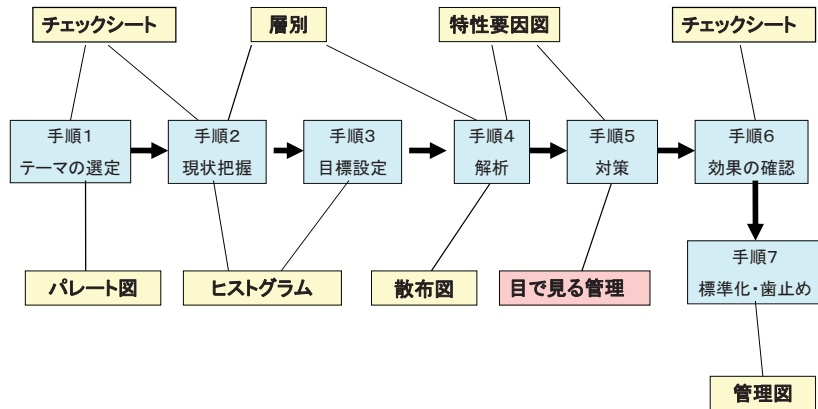 チェックシート
層別
特性要因図
チェックシート
手順1
テーマの選定
手順2
現状把握
手順3
目標設定
手順4
解析
手順5
対策
手順6
効果の確認
手順7
標準化・歯止め
パレート図
ヒストグラム
散布図
目で見る管理
管理図